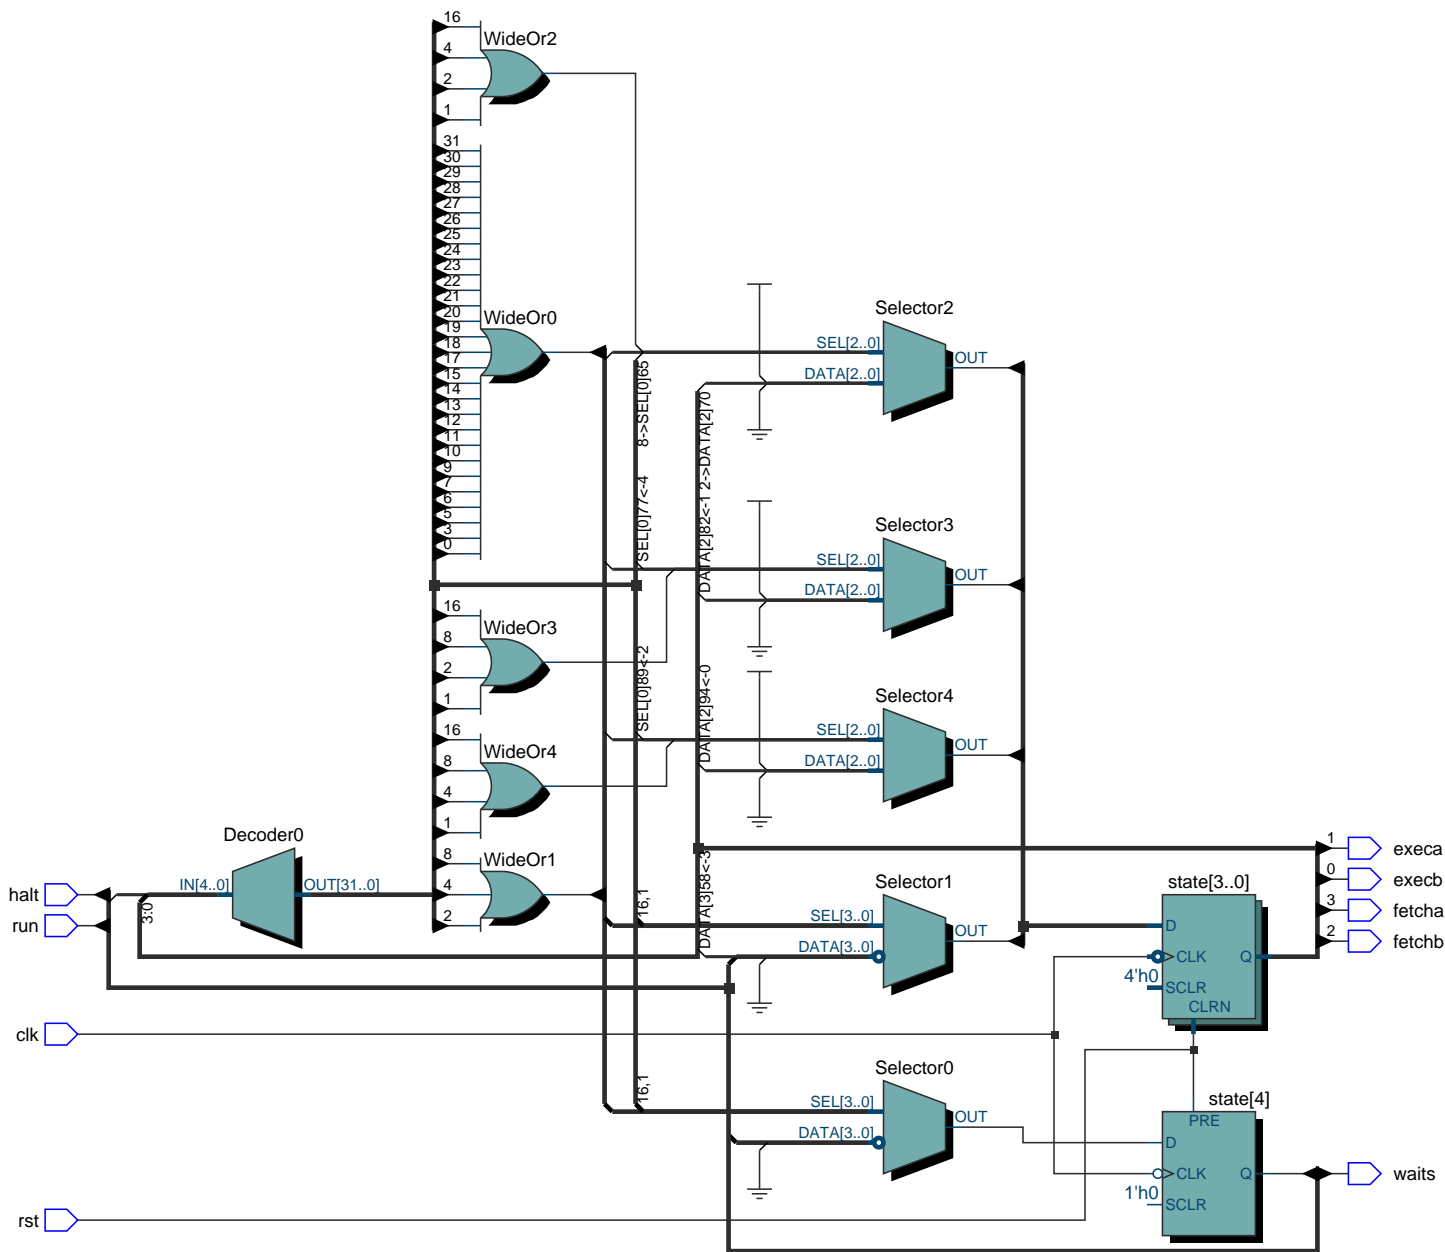 16
4
2
1
WideOr2
31
30
29
28
27
26
25
24
23
22
21
20
19
18
17
15
14
13
12
11
10
9
7
6
5
3
0
WideOr0
16
8
2
1
WideOr3
16
8
4
1
WideOr4
8
4
2
WideOr1
Decoder0
IN[4..0]
OUT[31..0]
3:0
halt
run
clk
rst
8->SEL[0]65
SEL[0]77<-4
SEL[0]89<-2
16,1
16,1
2->DATA[2]70
DATA[2]82<-1
DATA[2]94<-0
DATA[3]58<-3
Selector2
SEL[2..0]
DATA[2..0]
OUT
Selector3
SEL[2..0]
DATA[2..0]
OUT
Selector4
SEL[2..0]
DATA[2..0]
OUT
Selector1
SEL[3..0]
DATA[3..0]
OUT
Selector0
SEL[3..0]
DATA[3..0]
OUT
state[3..0]
D
CLK
Q
4'h0
SCLR
CLRN
state[4]
PRE
D
CLK
Q
1'h0
SCLR
1
execa
0
execb
3
fetcha
2
fetchb
waits